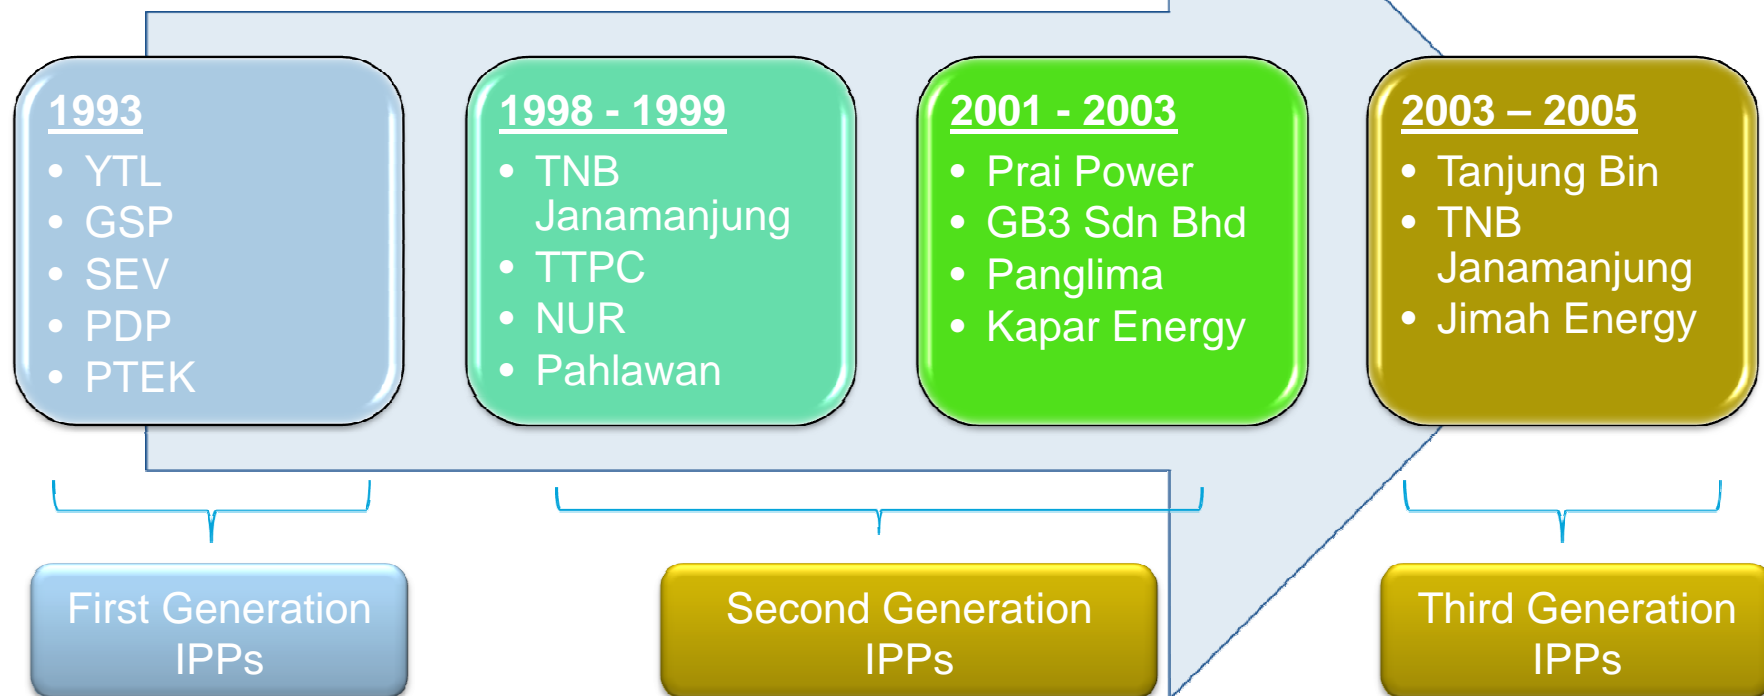 1993
• YTL
• GSP
• SEV
• PDP
• PTEK
1998 - 1999
• TNB
Janamanjung
• TTPC
• NUR
• Pahlawan
2001 - 2003
• Prai Power
• GB3 Sdn Bhd
• Panglima
• Kapar Energy
2003 – 2005
• Tanjung Bin
• TNB
Janamanjung
• Jimah Energy
First Generation
IPPs
Second Generation
IPPs
Third Generation
IPPs